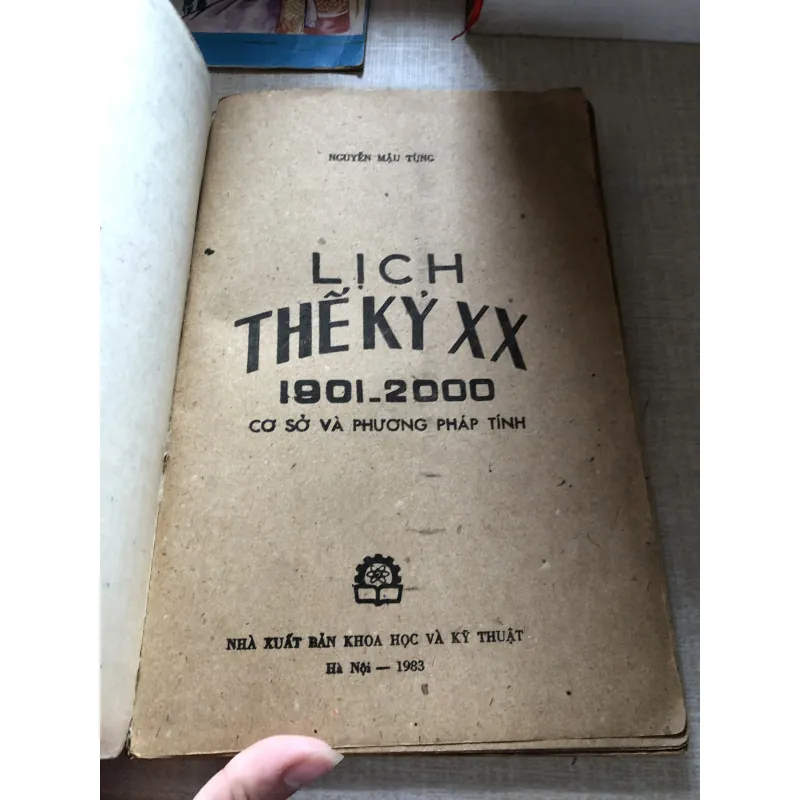 NGUYỄN MẬU TÙNG
LỊCH
THẾ KỶ XX
1901-2000
CƠ SỞ VÀ PHƯƠNG PHÁP TÍNH
NHÀ XUẤT BẢN KHOA HỌC VÀ KỸ THUẬT
Hà Nội — 1983